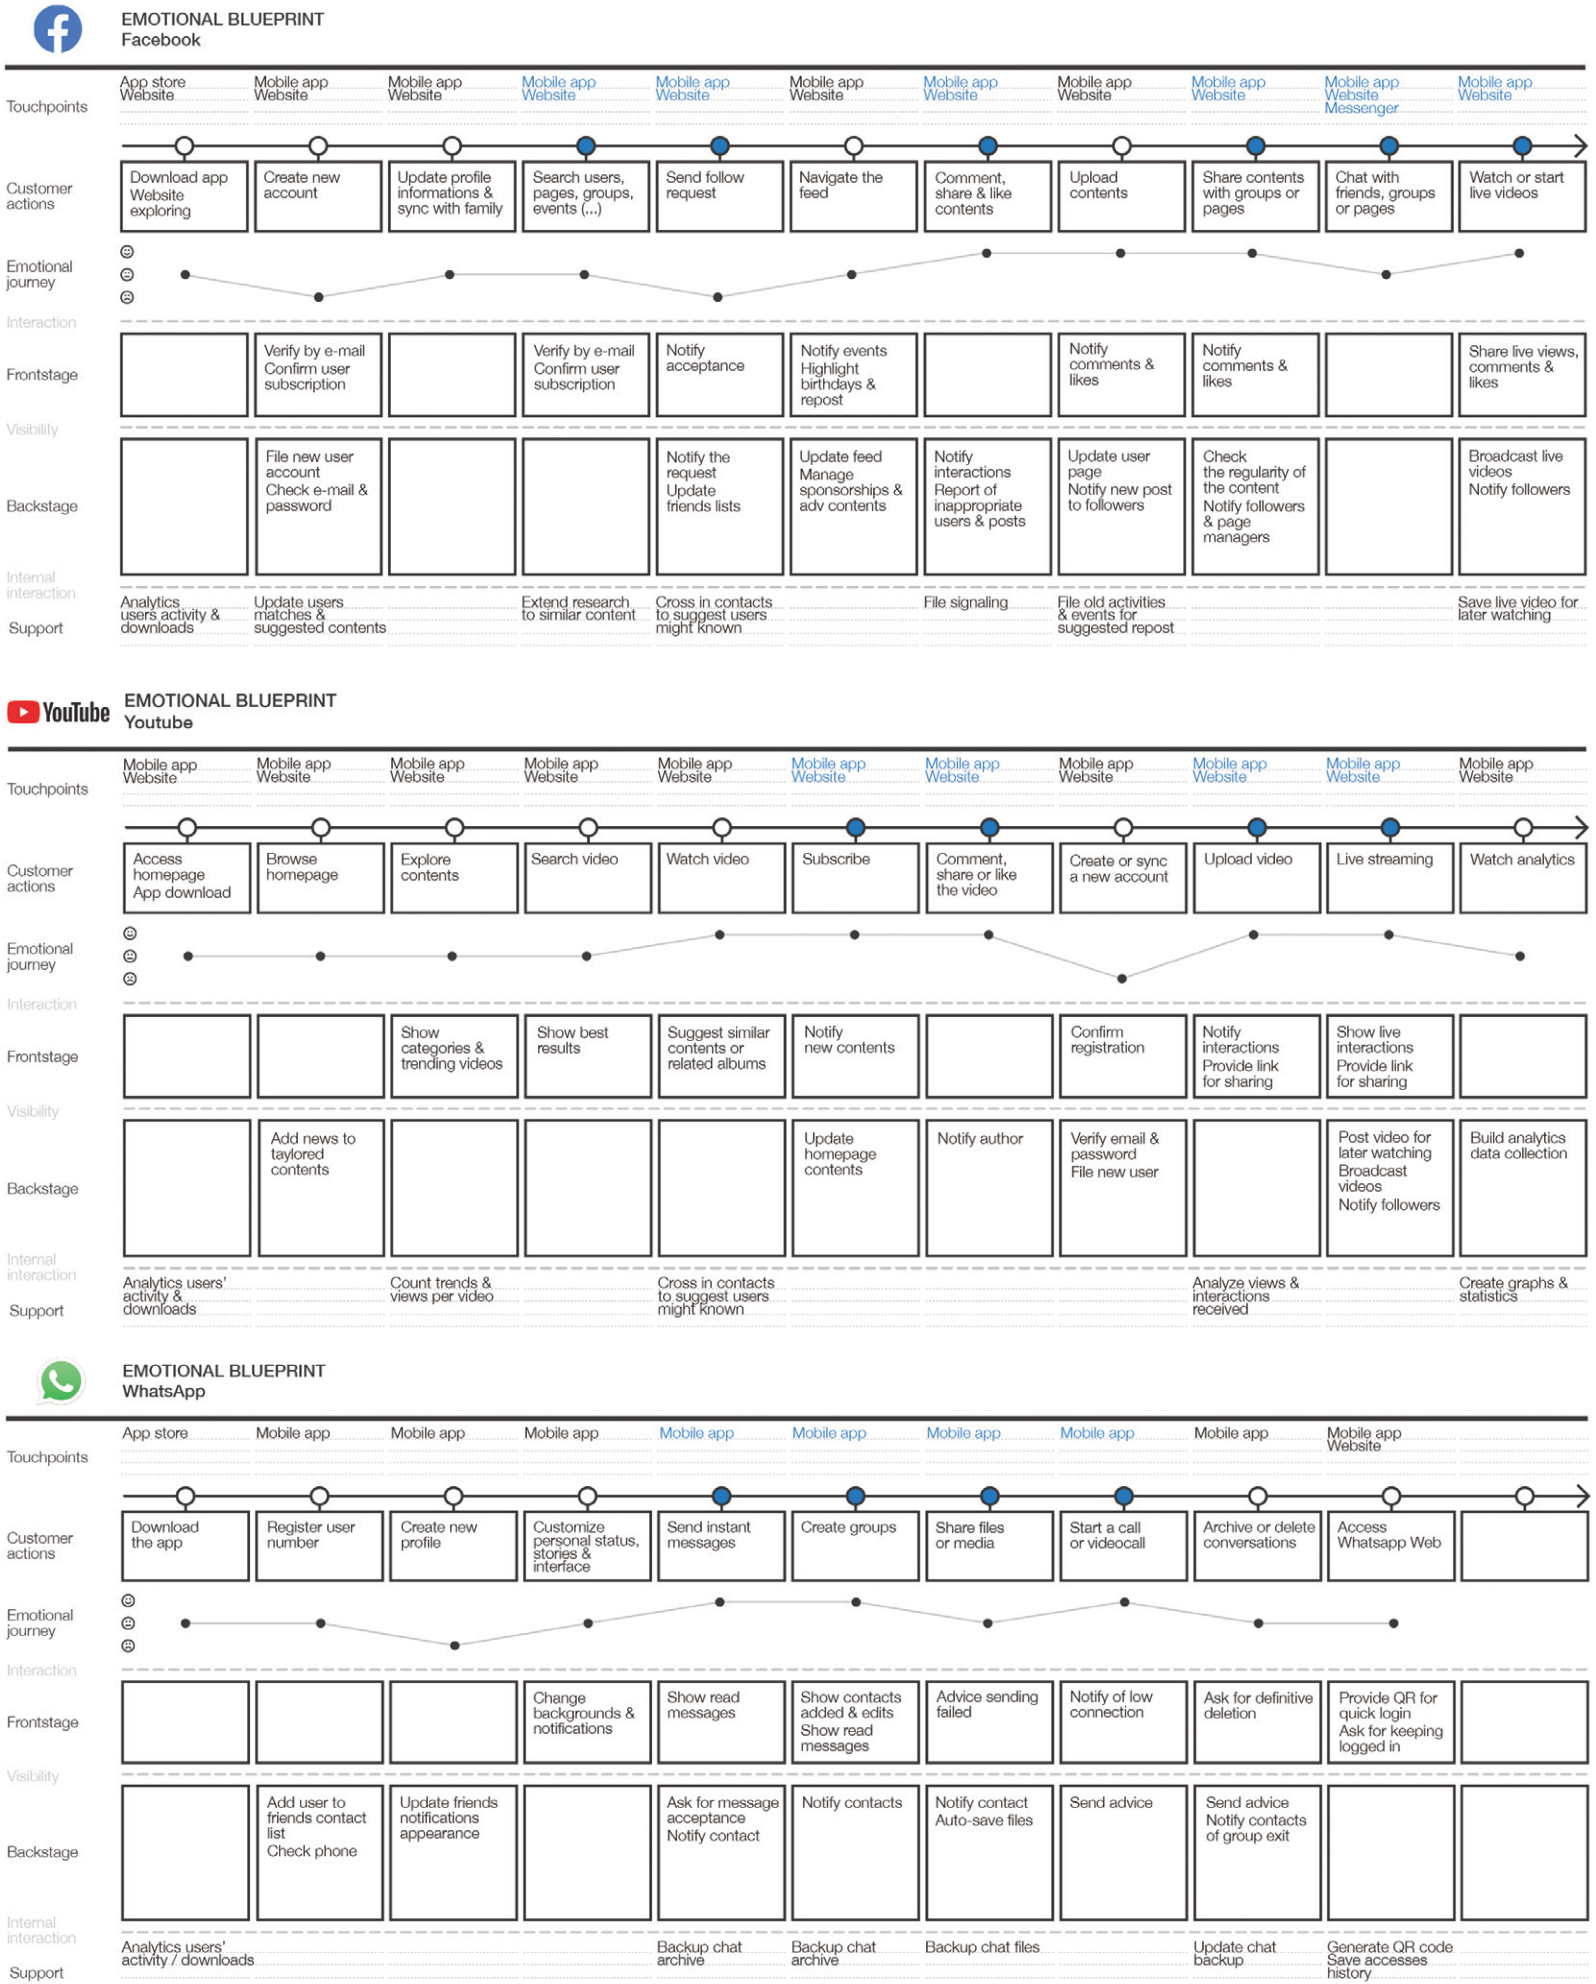 EMOTIONAL BLUEPRINT
Facebook
Touchpoints
App store
Website
Mobile app
Website
Mobile app
Website
Mobile app
Website
Mobile app
Website
Mobile app
Website
Mobile app
Website
Mobile app
Website
Mobile app
Website
Mobile app
Website
Messenger
Mobile app
Website
Customer
actions
Download app
Website
exploring
Create new
account
Update profile
informations &
sync with family
Search users,
pages, groups,
events (...)
Send follow
request
Navigate the
feed
Comment,
share & like
contents
Upload
contents
Share contents
with groups or
pages
Chat with
friends, groups
or pages
Watch or start
live videos
Emotional
journey
Interaction
Frontstage
Verify by e-mail
Confirm user
subscription
Verify by e-mail
Confirm user
subscription
Notify
acceptance
Notify events
Highlight
birthdays &
repost
Notify
comments &
likes
Notify
comments &
likes
Share live views,
comments &
likes
Visibility
Backstage
File new user
account
Check e-mail &
password
Notify the
request
Update
friends lists
Update feed
Manage
sponsorships &
adv contents
Notify
interactions
Report of
inappropriate
users & posts
Update user
page
Notify new post
to followers
Check
the regularity of
the content
Notify followers
& page
managers
Broadcast live
videos
Notify followers
Internal
interaction
Support
Analytics
users activity &
downloads
Update users
matches &
suggested contents
Extend research
to similar content
Cross in contacts
to suggest users
might known
File signaling
File old activities
& events for
suggested repost
Save live video for
later watching
YouTube
EMOTIONAL BLUEPRINT
Youtube
Touchpoints
Mobile app
Website
Mobile app
Website
Mobile app
Website
Mobile app
Website
Mobile app
Website
Mobile app
Website
Mobile app
Website
Mobile app
Website
Mobile app
Website
Mobile app
Website
Mobile app
Website
Customer
actions
Access
homepage
App download
Browse
homepage
Explore
contents
Search video
Watch video
Subscribe
Comment,
share or like
the video
Create or sync
a new account
Upload video
Live streaming
Watch analytics
Emotional
journey
Interaction
Frontstage
Show
categories &
trending videos
Show best
results
Suggest similar
contents or
related albums
Notify
new contents
Confirm
registration
Notify
interactions
Provide link
for sharing
Show live
interactions
Provide link
for sharing
Visibility
Backstage
Add news to
taylored
contents
Update
homepage
contents
Notify author
Verify email &
password
File new user
Post video for
later watching
Broadcast
videos
Notify followers
Build analytics
data collection
Internal
interaction
Support
Analytics users'
activity &
downloads
Count trends &
views per video
Cross in contacts
to suggest users
might known
Analyze views &
interactions
received
Create graphs &
statistics
EMOTIONAL BLUEPRINT
WhatsApp
Touchpoints
App store
Mobile app
Mobile app
Mobile app
Mobile app
Mobile app
Mobile app
Mobile app
Mobile app
Mobile app
Website
Customer
actions
Download
the app
Register user
number
Create new
profile
Customize
personal status,
stories &
interface
Send instant
messages
Create groups
Share files
or media
Start a call
or videocall
Archive or delete
conversations
Access
Whatsapp Web
Emotional
journey
Interaction
Frontstage
Change
backgrounds &
notifications
Show read
messages
Show contacts
added & edits
Show read
messages
Advice sending
failed
Notify of low
connection
Ask for definitive
deletion
Provide QR for
quick login
Ask for keeping
logged in
Visibility
Backstage
Add user to
friends contact
list
Check phone
Update friends
notifications
appearance
Ask for message
acceptance
Notify contact
Notify contacts
Notify contact
Auto-save files
Send advice
Send advice
Notify contacts
of group exit
Internal
interaction
Support
Analytics users'
activity / downloads
Backup chat
archive
Backup chat
archive
Backup chat files
Update chat
backup
Generate QR code
Save accesses
history